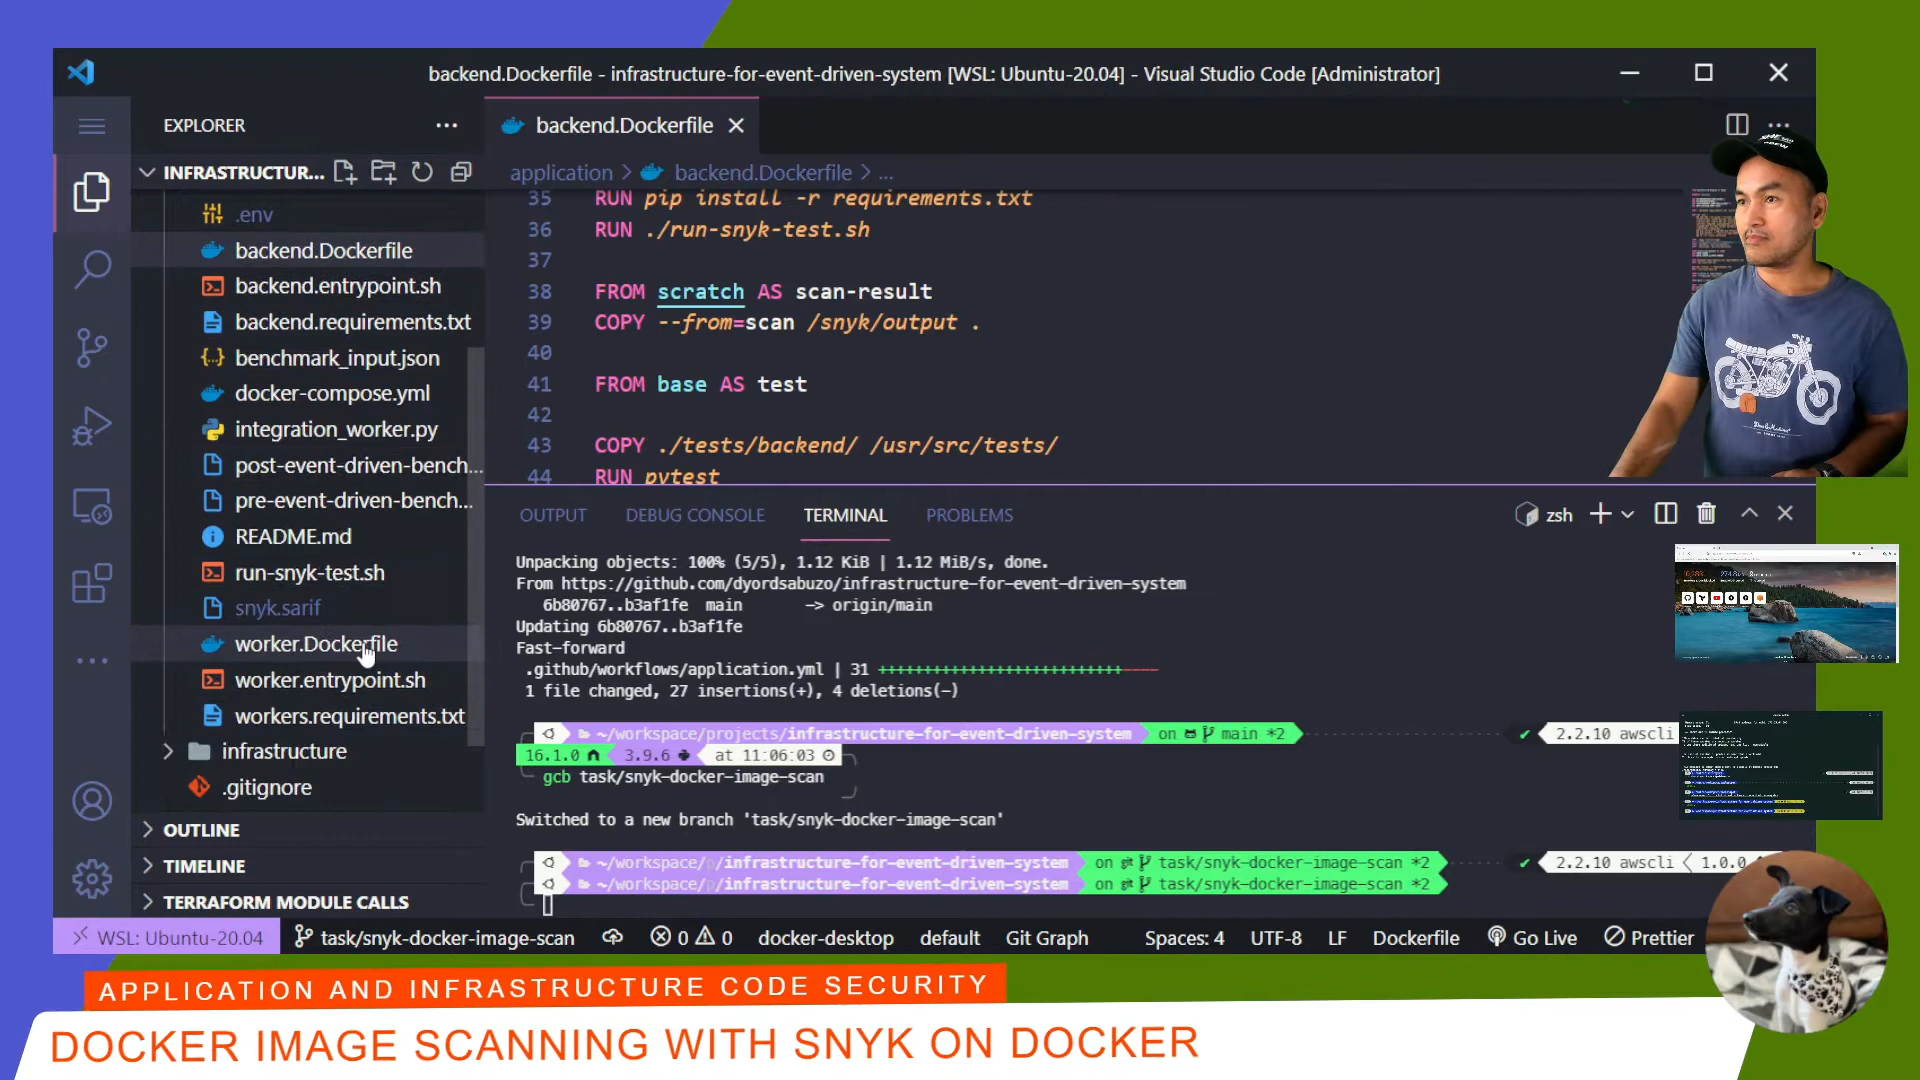 backend.Dockerfile - infrastructure-for-event-driven-system [WSL: Ubuntu-20.04] - Visual Studio Code [Administrator]
EXPLORER
INFRASTRUCTUR...
.env
backend.Dockerfile
backend.entrypoint.sh
backend.requirements.txt
benchmark_input.json
docker-compose.yml
integration_worker.py
post-event-driven-bench...
pre-event-driven-bench...
README.md
run-snyk-test.sh
snyk.sarif
worker.Dockerfile
worker.entrypoint.sh
workers.requirements.txt
infrastructure
.gitignore
OUTLINE
TIMELINE
TERRAFORM MODULE CALLS
backend.Dockerfile
application > backend.Dockerfile > ...
35 RUN pip install -r requirements.txt
36 RUN ./run-snyk-test.sh
37
38 FROM scratch AS scan-result
39 COPY --from=scan /snyk/output .
40
41 FROM base AS test
42
43 COPY ./tests/backend/ /usr/src/tests/
44 RUN pytest
OUTPUT DEBUG CONSOLE TERMINAL PROBLEMS
zsh
Unpacking objects: 100% (5/5), 1.12 KiB | 1.12 MiB/s, done.
From https://github.com/dyordsabuzo/infrastructure-for-event-driven-system
6b80767..b3af1fe main -> origin/main
Updating 6b80767..b3af1fe
Fast-forward
.github/workflows/application.yml | 31 +++++++++++++++++++++++++++----
1 file changed, 27 insertions(+), 4 deletions(-)
~/workspace/projects/infrastructure-for-event-driven-system on main *2 ✔ 2.2.10 awscli
16.1.0 3.9.6 at 11:06:03
gcb task/snyk-docker-image-scan
Switched to a new branch 'task/snyk-docker-image-scan'
~/workspace/p/infrastructure-for-event-driven-system on task/snyk-docker-image-scan *2 ✔ 2.2.10 awscli 1.0.0
~/workspace/p/infrastructure-for-event-driven-system on task/snyk-docker-image-scan *2
WSL: Ubuntu-20.04 task/snyk-docker-image-scan 0 0 docker-desktop default Git Graph Spaces: 4 UTF-8 LF Dockerfile Go Live Prettier
APPLICATION AND INFRASTRUCTURE CODE SECURITY
DOCKER IMAGE SCANNING WITH SNYK ON DOCKER